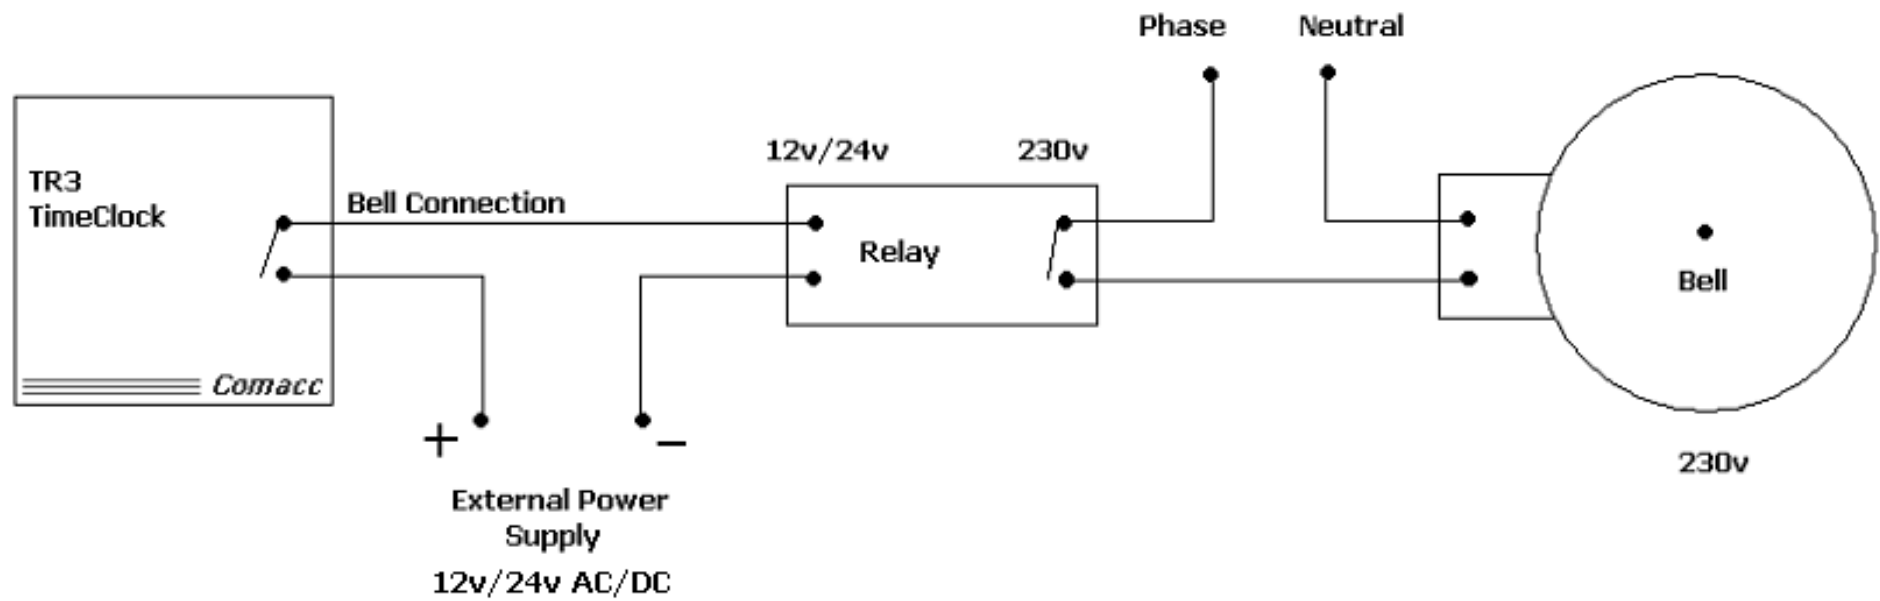 Phase
Neutral
12v/24v
230v
TR3
TimeClock
Bell Connection
Relay
Bell
Comacc
+
−
230v
External Power
Supply
12v/24v AC/DC